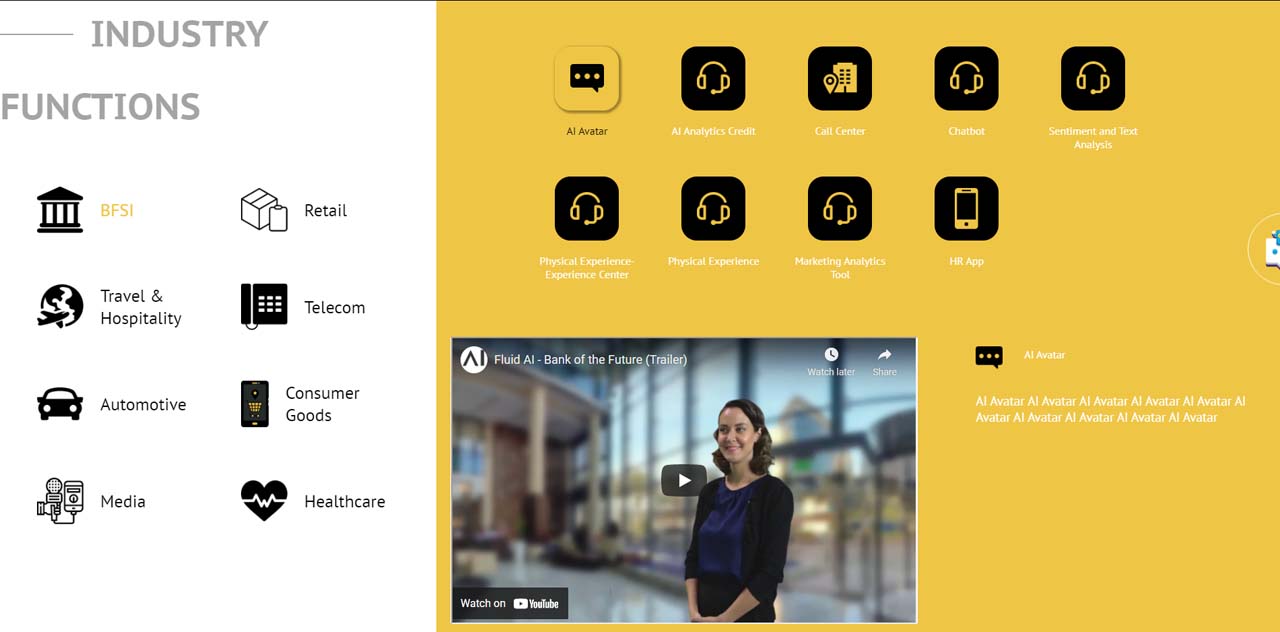 INDUSTRY
FUNCTIONS
BFSI
Retail
Travel &
Hospitality
Telecom
Automotive
Consumer
Goods
Media
Healthcare
AI Avatar
AI Analytics Credit
Call Center
Chatbot
Sentiment and Text
Analysis
Physical Experience-
Experience Center
Physical Experience
Marketing Analytics
Tool
HR App
AI
Fluid AI - Bank of the Future (Trailer)
Watch later
Share
Watch on YouTube
AI Avatar
AI Avatar AI Avatar AI Avatar AI Avatar AI Avatar AI
Avatar AI Avatar AI Avatar AI Avatar AI Avatar